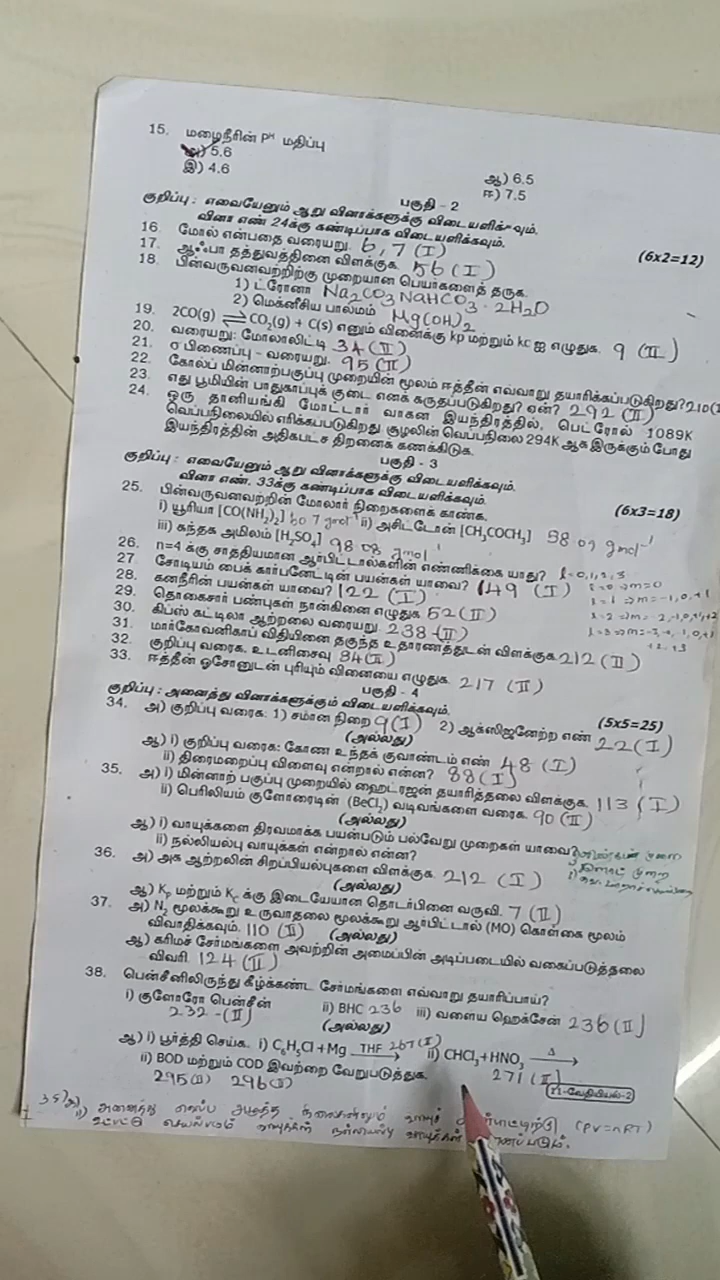 15. மழைநீரின் Pᴴ மதிப்பு
அ) 5.6 ஆ) 6.5
இ) 4.6 ஈ) 7.5
பகுதி - 2
குறிப்பு : எவையேனும் ஆறு வினாக்களுக்கு விடையளிக்கவும்.
வினா எண் 24க்கு கண்டிப்பாக விடையளிக்கவும். (6x2=12)
16. மோல் என்பதை வரையறு. 6, 7 (I)
17. ஆஃபா தத்துவத்தினை விளக்குக. 56 (I)
18. பின்வருவனவற்றிற்கு முறையான பெயர்களைத் தருக.
1) ட்ரோனா Na₂CO₃ NaHCO₃ · 2H₂O
2) மெக்னீசிய பால்மம் Mg(OH)₂
19. 2CO(g) ⇌ CO₂(g) + C(s) எனும் வினைக்கு kp மற்றும் kc ஐ எழுதுக. 9 (II)
20. வரையறு: மோலாலிட்டி 34 (II)
21. σ பிணைப்பு - வரையறு. 95 (II)
22. கோல்ப் மின்னாற்பகுப்பு முறையின் மூலம் ஈத்தீன் எவ்வாறு தயாரிக்கப்படுகிறது? 210
23. எது பூமியின் பாதுகாப்புக் குடை எனக் கருதப்படுகிறது? ஏன்? 292 (II)
24. ஒரு தானியங்கி மோட்டார் வாகன இயந்திரத்தில், பெட்ரோல் 1089K
வெப்பநிலையில் எரிக்கப்படுகிறது சூழலின் வெப்பநிலை 294K ஆக இருக்கும் போது
இயந்திரத்தின் அதிகபட்ச திறனைக் கணக்கிடுக.
பகுதி - 3
குறிப்பு : எவையேனும் ஆறு வினாக்களுக்கு விடையளிக்கவும்.
வினா எண். 33க்கு கண்டிப்பாக விடையளிக்கவும். (6x3=18)
25. பின்வருவனவற்றின் மோலார் நிறைகளைக் காண்க.
i) யூரியா [CO(NH₂)₂] ii) அசிட்டோன் [CH₃COCH₃] 58 09 gmol⁻¹
iii) கந்தக அமிலம் [H₂SO₄] 98 08 gmol⁻¹
26. n=4 க்கு சாத்தியமான ஆர்பிட்டால்களின் எண்ணிக்கை யாது? l=0,1,2,3
27. சோடியம் பைக் கார்பனேட்டின் பயன்கள் யாவை? 149 (I)
28. கனநீரின் பயன்கள் யாவை? 122 (I)
29. தொகைசார் பண்புகள் நான்கினை எழுதுக 52 (II)
30. கிப்ஸ் கட்டிலா ஆற்றலை வரையறு.
31. மார்கோவனிகாப் விதியினை தகுந்த உதாரணத்துடன் விளக்குக. 212 (II)
238-(II)
32. குறிப்பு வரைக. உடனிசைவு 84 (II)
33. ஈத்தீன் ஓசோனுடன் புரியும் வினையை எழுதுக. 217 (II)
பகுதி - 4
குறிப்பு : அனைத்து வினாக்களுக்கும் விடையளிக்கவும். (5x5=25)
34. அ) குறிப்பு வரைக. 1) சமான நிறை 9 (I) 2) ஆக்ஸிஜனேற்ற எண் 22 (I)
(அல்லது)
ஆ) i) குறிப்பு வரைக: கோண உந்தக் குவாண்டம் எண் 48 (I)
ii) திரைமறைப்பு விளைவு என்றால் என்ன? 88 (I)
35. அ) i) மின்னாற் பகுப்பு முறையில் ஹைட்ரஜன் தயாரித்தலை விளக்குக. 113 (I)
ii) பெரிலியம் குளோரைடின் (BeCl₂) வடிவங்களை வரைக. 90 (II)
(அல்லது)
ஆ) i) வாயுக்களை திரவமாக்க பயன்படும் பல்வேறு முறைகள் யாவை?
ii) நல்லியல்பு வாயுக்கள் என்றால் என்ன?
36. அ) அக ஆற்றலின் சிறப்பியல்புகளை விளக்குக. 212 (I)
(அல்லது)
ஆ) Kₚ மற்றும் K꜀ க்கு இடையேயான தொடர்பினை வருவி. 7 (II)
37. அ) N₂ மூலக்கூறு உருவாதலை மூலக்கூறு ஆர்பிட்டால் (MO) கொள்கை மூலம்
விவாதிக்கவும். 110 (II) (அல்லது)
ஆ) கரிமச் சேர்மங்களை அவற்றின் அமைப்பின் அடிப்படையில் வகைப்படுத்தலை
விவரி. 124 (II)
38. பென்சீனிலிருந்து கீழ்க்கண்ட சேர்மங்களை எவ்வாறு தயாரிப்பாய்?
i) குளோரோ பென்சீன் ii) BHC 236 iii) வளைய ஹெக்சேன் 236 (II)
232 - (II) (அல்லது)
ஆ) i) பூர்த்தி செய்க. i) C₆H₅Cl + Mg THF → ii) CHCl₃ + HNO₃ Δ →
ii) BOD மற்றும் COD இவற்றை வேறுபடுத்துக. 271 (II)
295 (II) 296 (II) 11-வேதியியல்-2